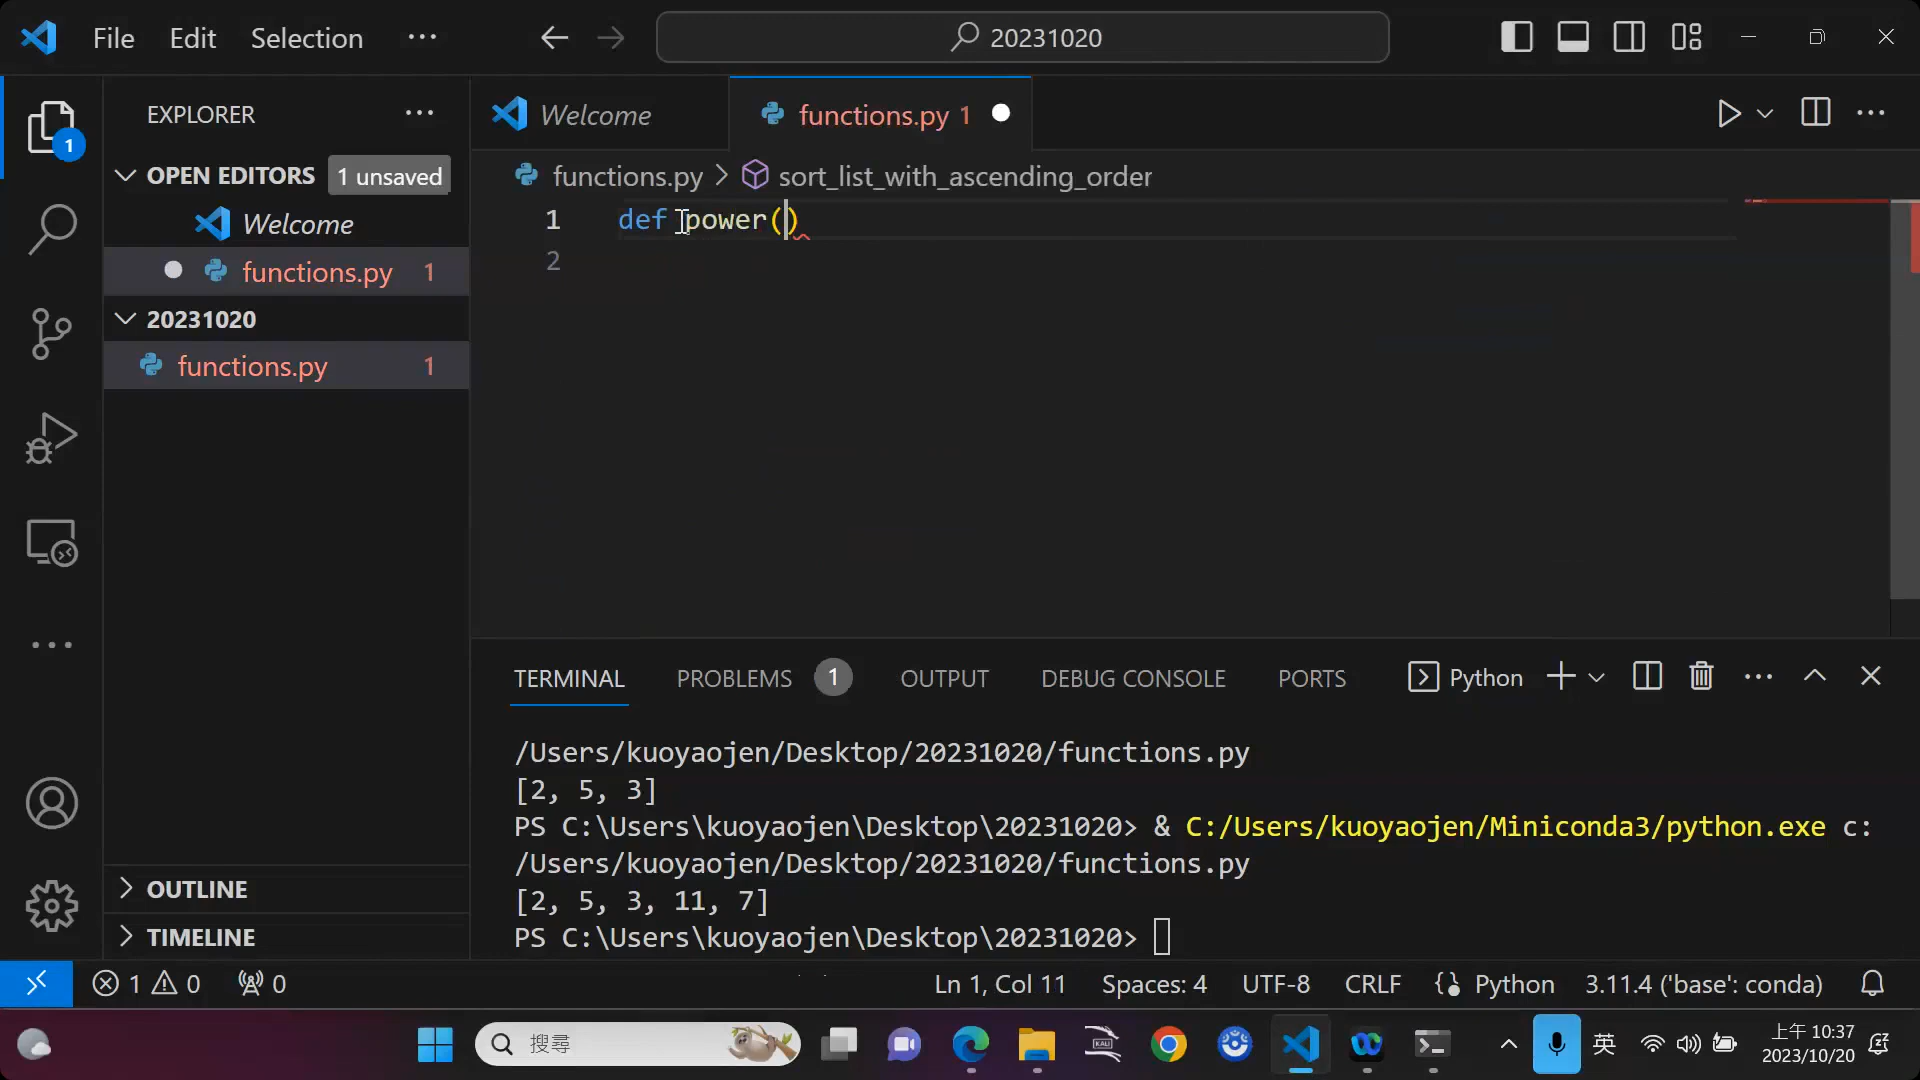 File Edit Selection ··· 20231020
EXPLORER ···
Welcome functions.py 1
OPEN EDITORS 1 unsaved
functions.py > sort_list_with_ascending_order
Welcome
functions.py 1
20231020
functions.py 1
1 def power()
2
TERMINAL PROBLEMS 1 OUTPUT DEBUG CONSOLE PORTS Python
/Users/kuoyaojen/Desktop/20231020/functions.py
[2, 5, 3]
PS C:\Users\kuoyaojen\Desktop\20231020> & C:/Users/kuoyaojen/Miniconda3/python.exe c:
/Users/kuoyaojen/Desktop/20231020/functions.py
[2, 5, 3, 11, 7]
PS C:\Users\kuoyaojen\Desktop\20231020>
OUTLINE
TIMELINE
1 0 0 Ln 1, Col 11 Spaces: 4 UTF-8 CRLF Python 3.11.4 ('base': conda)
搜尋
KALI
英
上午 10:37
2023/10/20